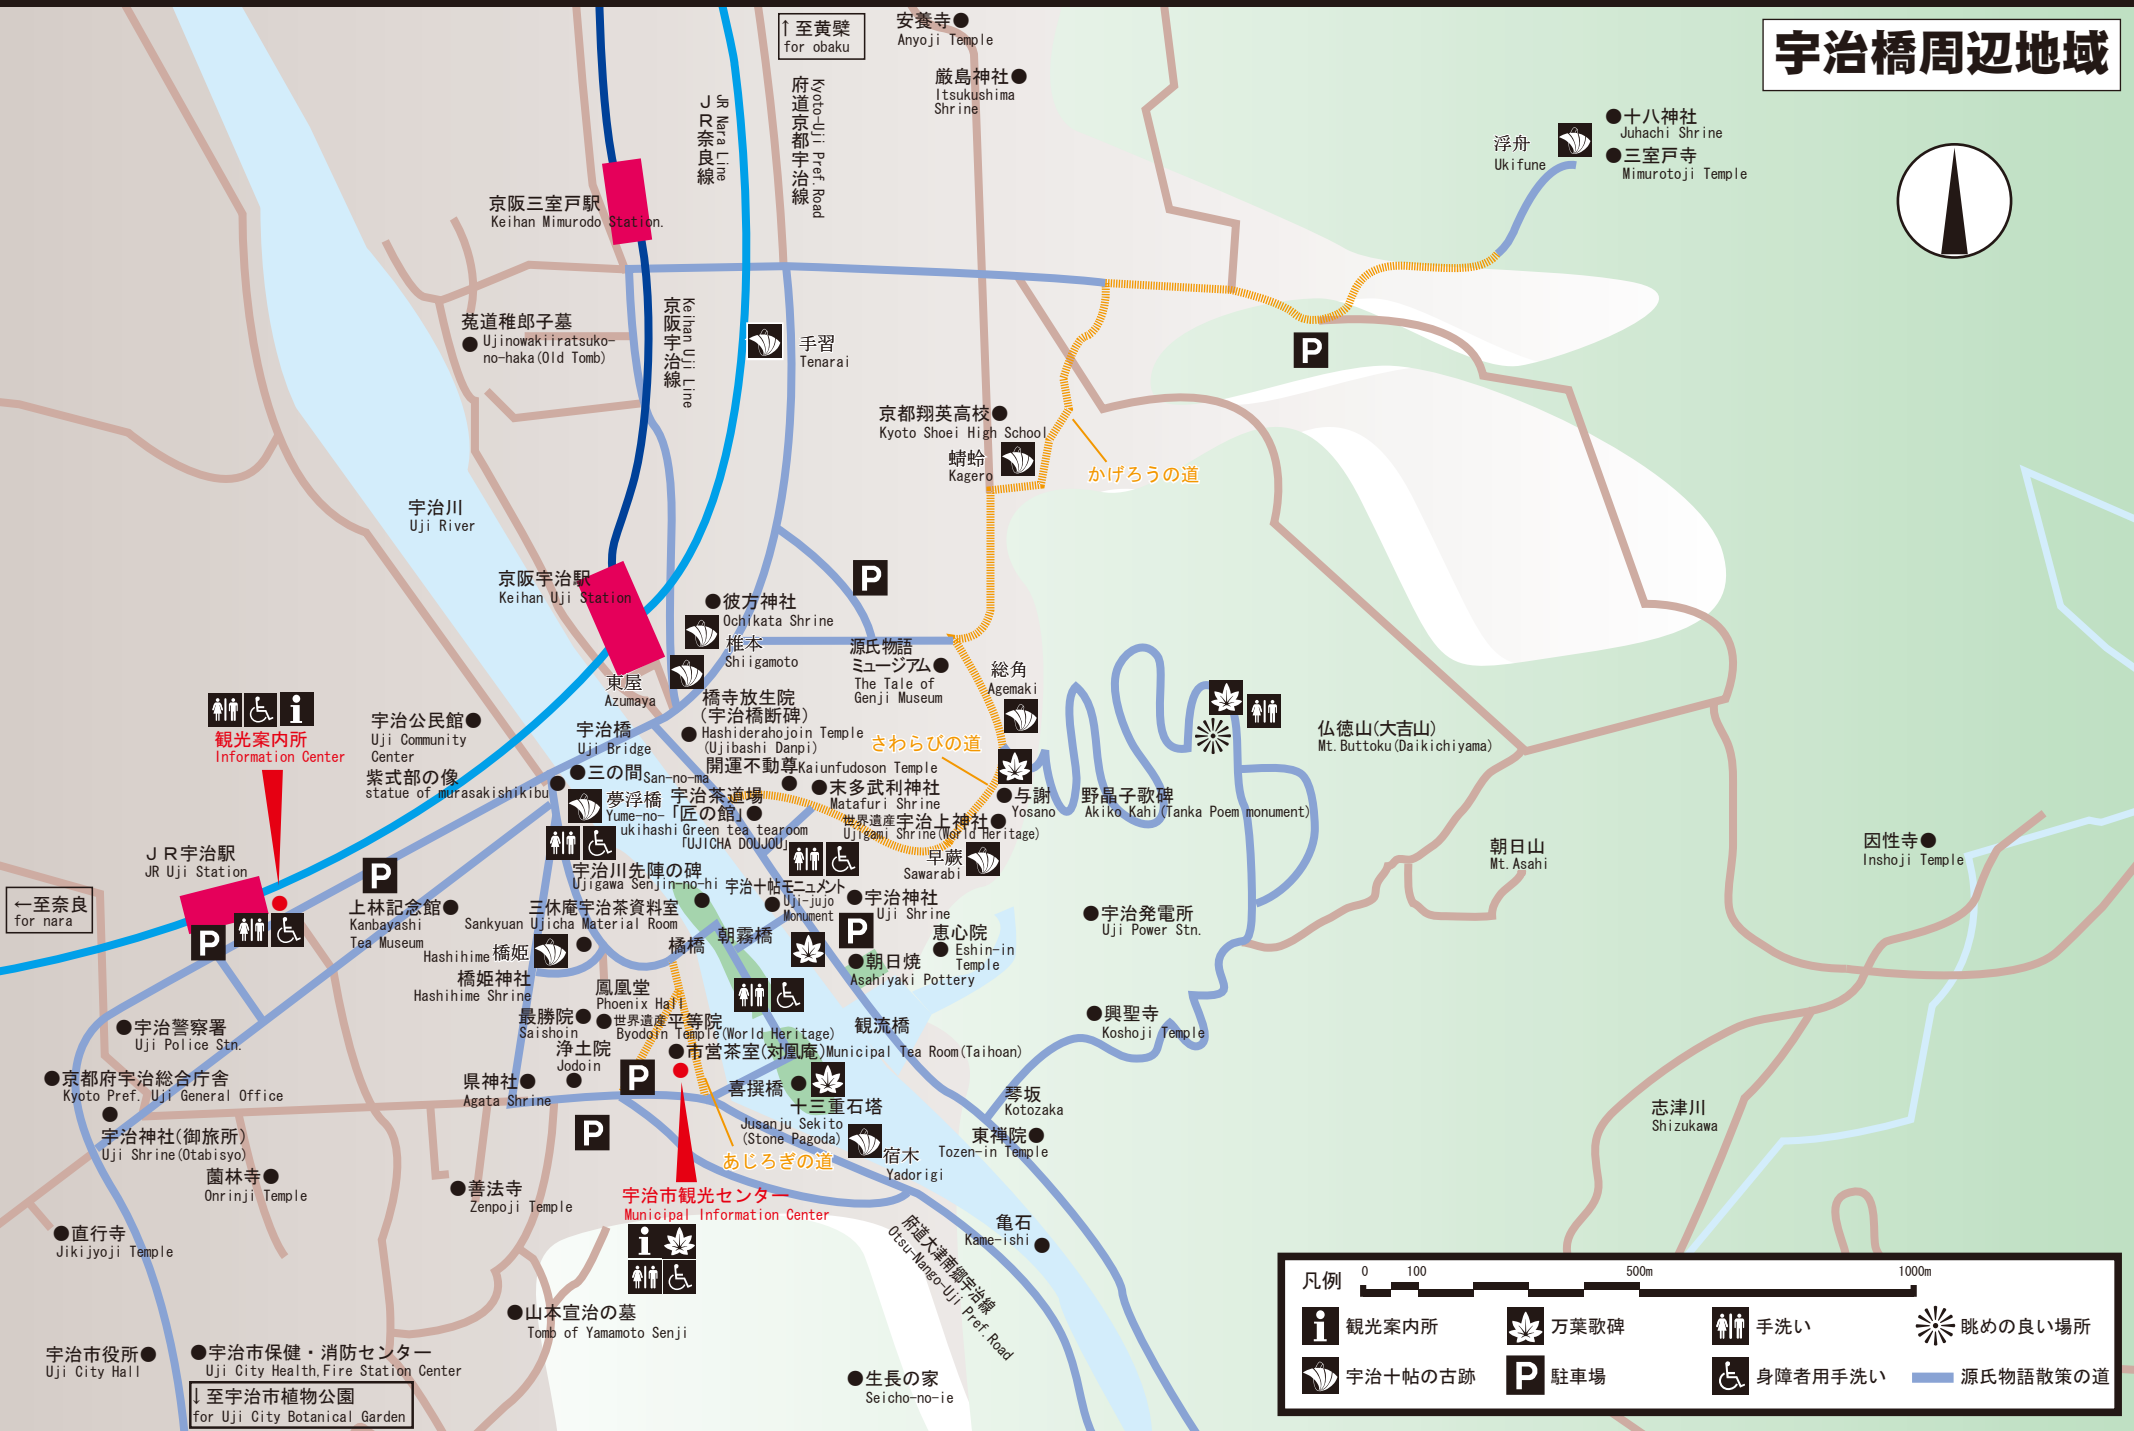 宇治橋周辺地域
↑至黄檗
for obaku
安養寺
Anyoji Temple
厳島神社
Itsukushima
Shrine
府道京都宇治線
Kyoto-Uji Pref.Road
JR奈良線
JR Nara Line
浮舟
Ukifune
十八神社
Juhachi Shrine
三室戸寺
Mimurotoji Temple
京阪三室戸駅
Keihan Mimurodo Station.
京阪宇治線
Keihan Uji Line
菟道稚郎子墓
Ujinowakiiratsuko-
no-haka(Old Tomb)
手習
Tenarai
P
京都翔英高校
Kyoto Shoei High School
蜻蛉
Kagero
かげろうの道
宇治川
Uji River
京阪宇治駅
Keihan Uji Station
P
彼方神社
Ochikata Shrine
椎本
Shiigamoto
源氏物語
ミュージアム
The Tale of
Genji Museum
総角
Agemaki
東屋
Azumaya
橋寺放生院
(宇治橋断碑)
Hashiderahojoin Temple
(Ujibashi Danpi)
宇治橋
Uji Bridge
さわらびの道
仏徳山(大吉山)
Mt.Buttoku(Daikichiyama)
観光案内所
Information Center
宇治公民館
Uji Community
Center
紫式部の像
statue of murasakishikibu
三の間
San-no-ma
開運不動尊
Kaiunfudoson Temple
末多武利神社
Matafuri Shrine
夢浮橋
Yume-no-
ukihashi
宇治茶道場
「匠の館」
Green tea tearoom
「UJICHA DOUJOU」
世界遺産宇治上神社
Ujigami Shrine(World Heritage)
与謝野晶子歌碑
Yosano Akiko Kahi(Tanka Poem monument)
早蕨
Sawarabi
朝日山
Mt.Asahi
因性寺
Inshoji Temple
JR宇治駅
JR Uji Station
P
←至奈良
for nara
P
上林記念館
Kanbayashi
Tea Museum
宇治川先陣の碑
Ujigawa Senjin-no-hi
三休庵宇治茶資料室
Sankyuan Ujicha Material Room
宇治十帖モニュメント
Uji-jujo
Monument
宇治神社
Uji Shrine
P
恵心院
Eshin-in
Temple
宇治発電所
Uji Power Stn.
橋姫
Hashihime
橋姫神社
Hashihime Shrine
橘橋
朝霧橋
朝日焼
Asahiyaki Pottery
鳳凰堂
Phoenix Hall
最勝院
Saishoin
世界遺産平等院
Byodoin Temple(World Heritage)
観流橋
興聖寺
Koshoji Temple
宇治警察署
Uji Police Stn.
浄土院
Jodoin
市営茶室(対鳳庵)
Municipal Tea Room(Taihoan)
京都府宇治総合庁舎
Kyoto Pref. Uji General Office
県神社
Agata Shrine
P
喜撰橋
十三重石塔
Jusanju Sekito
(Stone Pagoda)
琴坂
Kotozaka
志津川
Shizukawa
宇治神社(御旅所)
Uji Shrine(Otabisyo)
P
あじろぎの道
宿木
Yadorigi
東禅院
Tozen-in Temple
薗林寺
Onrinji Temple
善法寺
Zenpoji Temple
宇治市観光センター
Municipal Information Center
直行寺
Jikijyoji Temple
亀石
Kame-ishi
府道大津南郷宇治線
Otsu-Nango-Uji Pref.Road
山本宣治の墓
Tomb of Yamamoto Senji
宇治市役所
Uji City Hall
宇治市保健・消防センター
Uji City Health,Fire Station Center
↓至宇治市植物公園
for Uji City Botanical Garden
生長の家
Seicho-no-ie
凡例
0 100 500m 1000m
観光案内所
万葉歌碑
手洗い
眺めの良い場所
宇治十帖の古跡
P 駐車場
身障者用手洗い
源氏物語散策の道